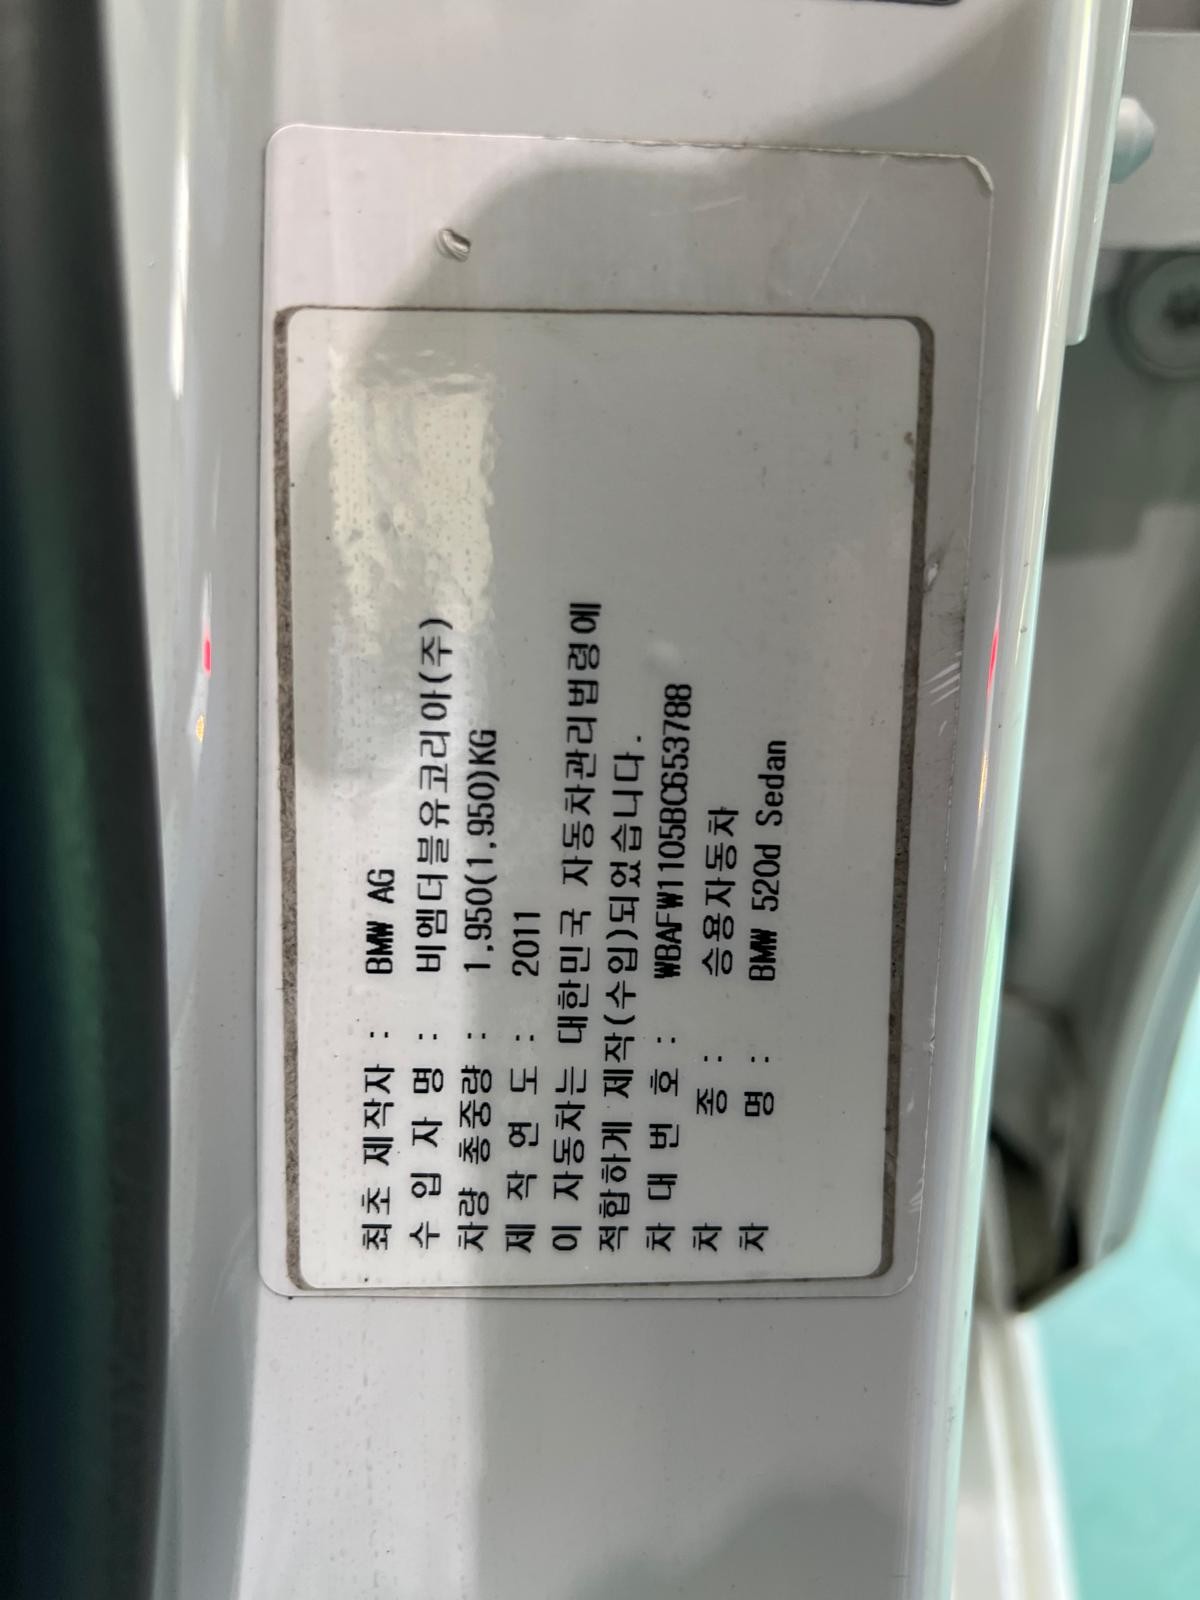 최초 제작자 : BMW AG
수 입 자 명 : 비엠더블유코리아(주)
차량 총중량 : 1,950(1,950)KG
제 작 연 도 : 2011
이 자동차는 대한민국 자동차관리법령에
적합하게 제작(수입)되었습니다.
차 대 번 호 : WBAFW1105BC653788
차 종 : 승용자동차
차 명 : BMW 520d Sedan